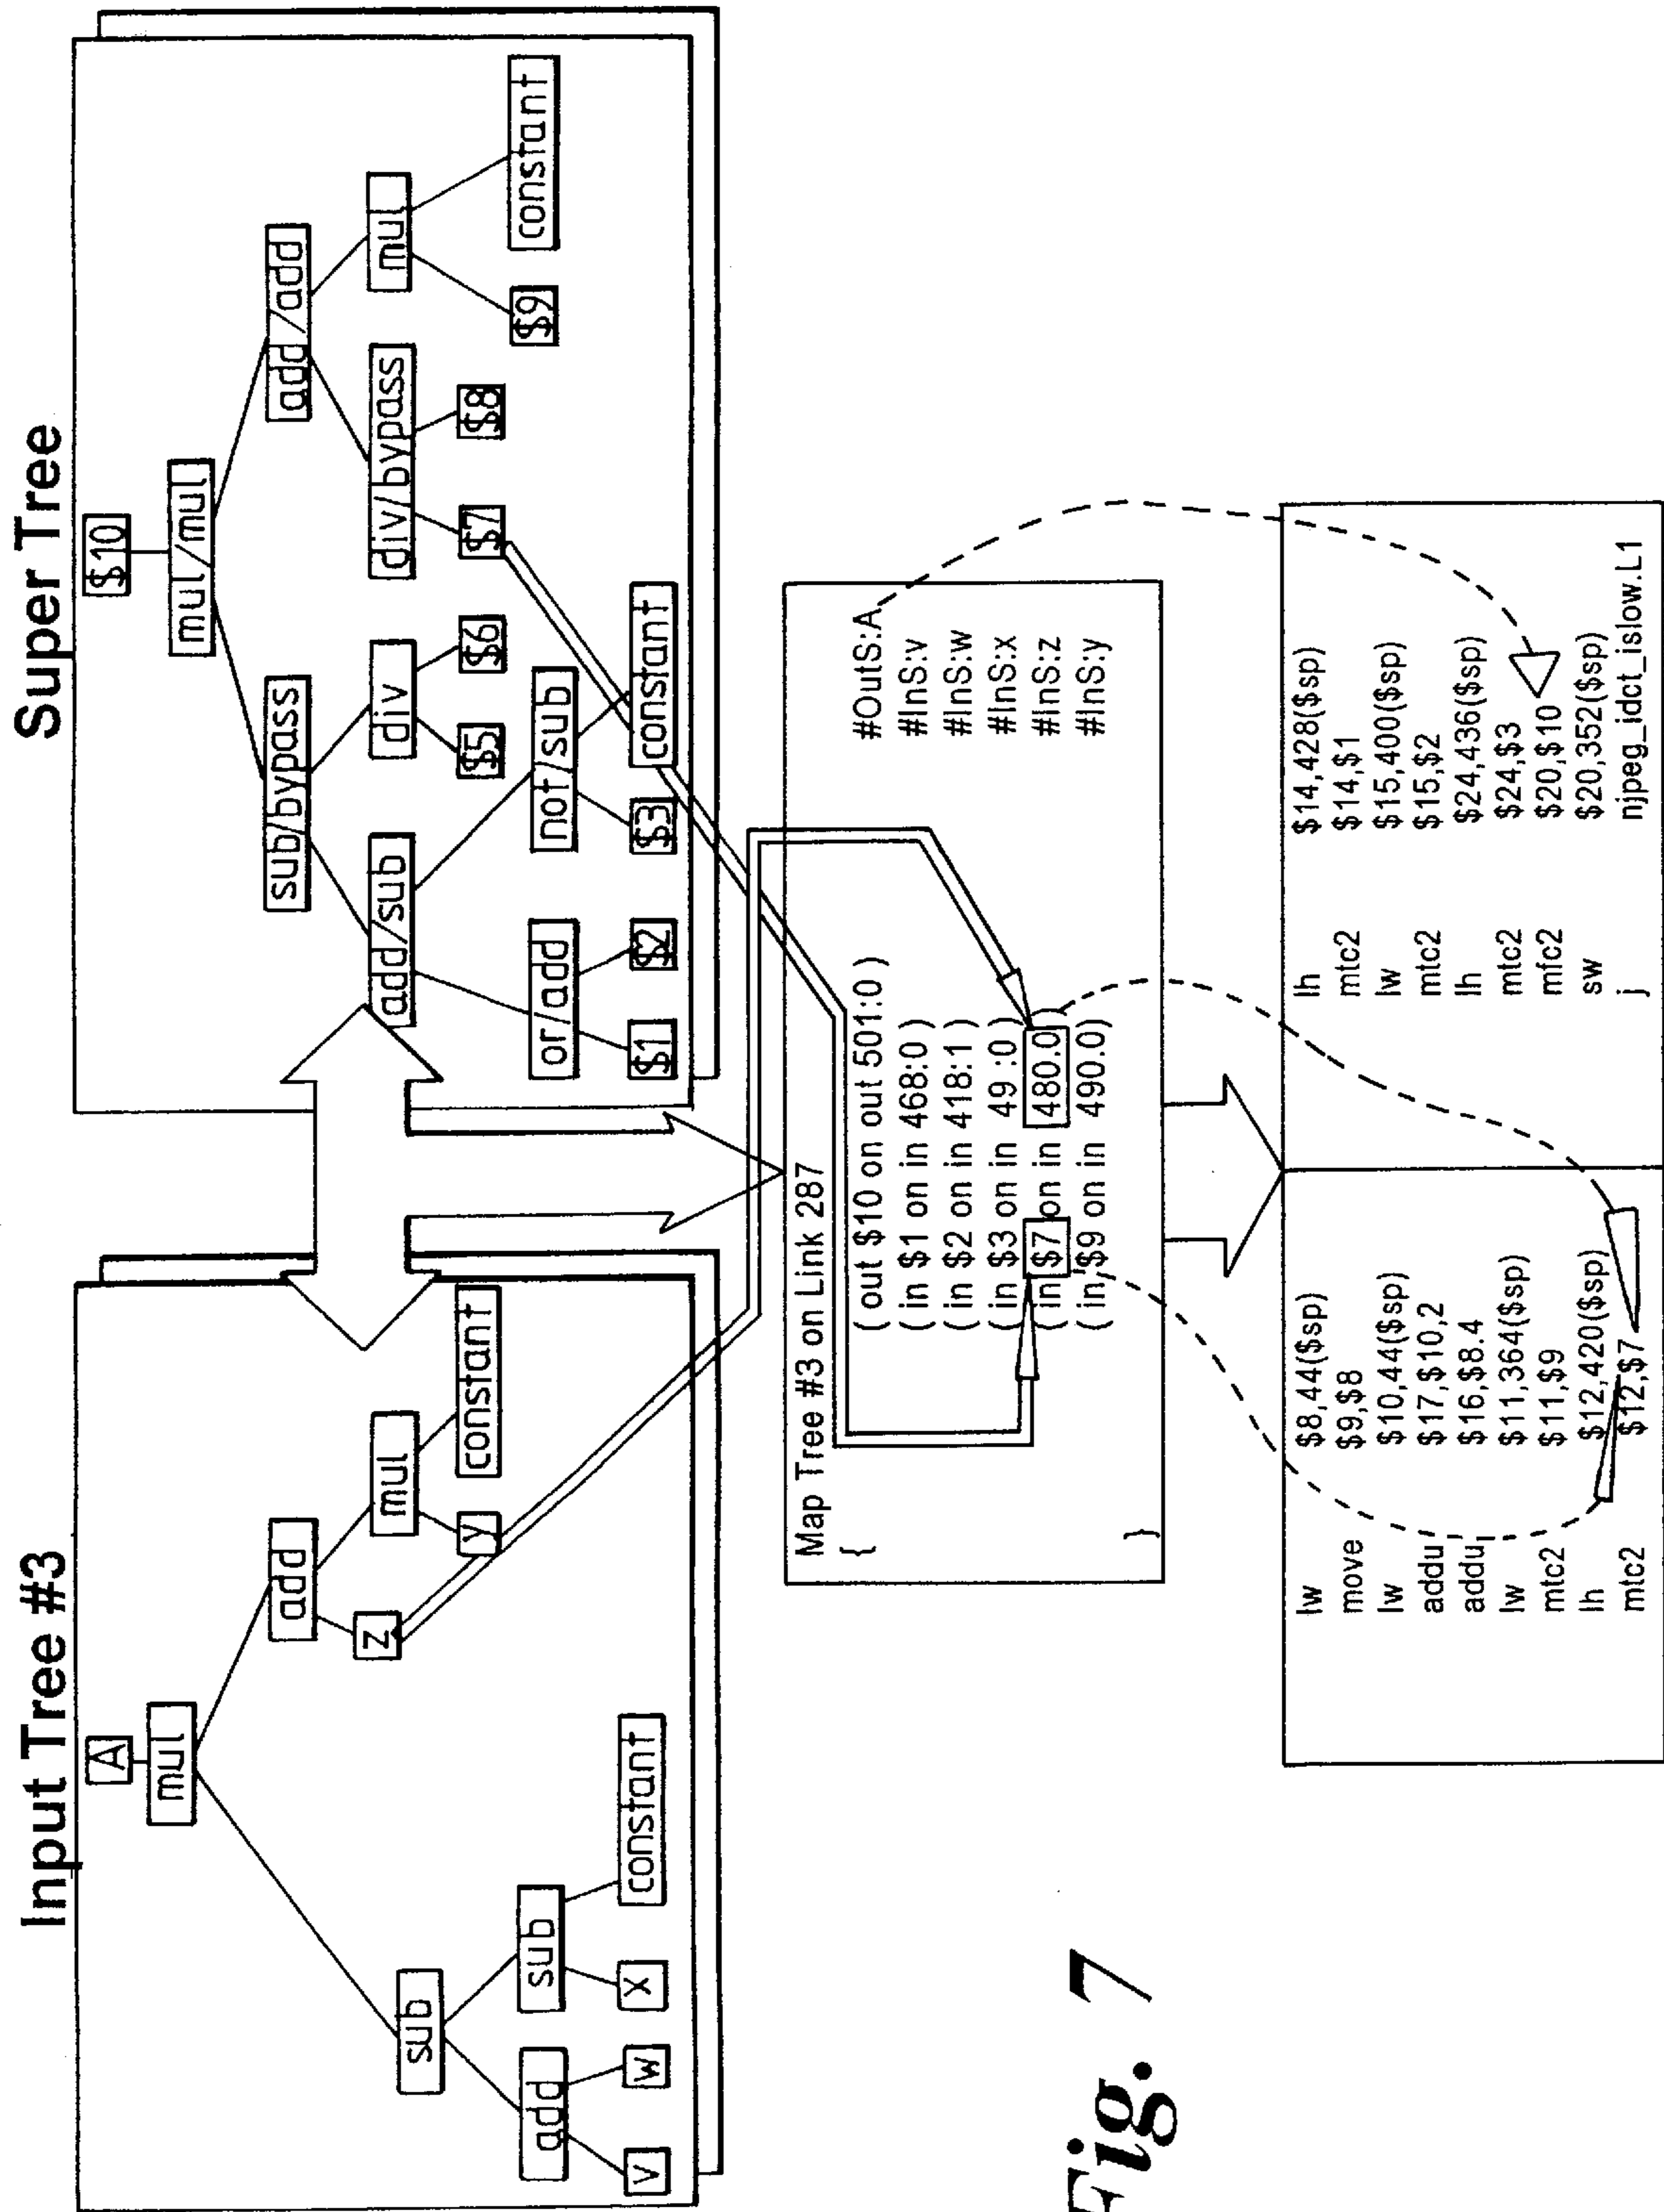 Input Tree #3
A
mul
sub
add
add
sub
z
mul
v
w
x
constant
y
constant
Super Tree
$10
mul/mul
sub/bypass
add/add
add/sub
div
div/bypass
mul
or/add
not/sub
$5
$6
$7
$8
$9
constant
$1
$2
$3
constant
Map Tree #3 on Link 287
{
( out $10 on out 501:0 ) #OutS:A
(in $1 on in 468:0 ) #InS:v
(in $2 on in 418:1 ) #InS:w
(in $3 on in 49 :0 ) #InS:x
(in $7 on in 480.0) #InS:z
(in $9 on in 490.0) #InS:y
}
lw $8,44($sp)
move $9,$8
lw $10,44($sp)
addu $17,$10,2
addu $16,$8.4
lw $11,364($sp)
mtc2 $11,$9
lh $12,420($sp)
mtc2 $12,$7
lh $14,428($sp)
mtc2 $14,$1
lw $15,400($sp)
mtc2 $15,$2
lh $24,436($sp)
mtc2 $24,$3
mfc2 $20,$10
sw $20,352($sp)
j njpeg_idct_islow.L1
Fig. 7